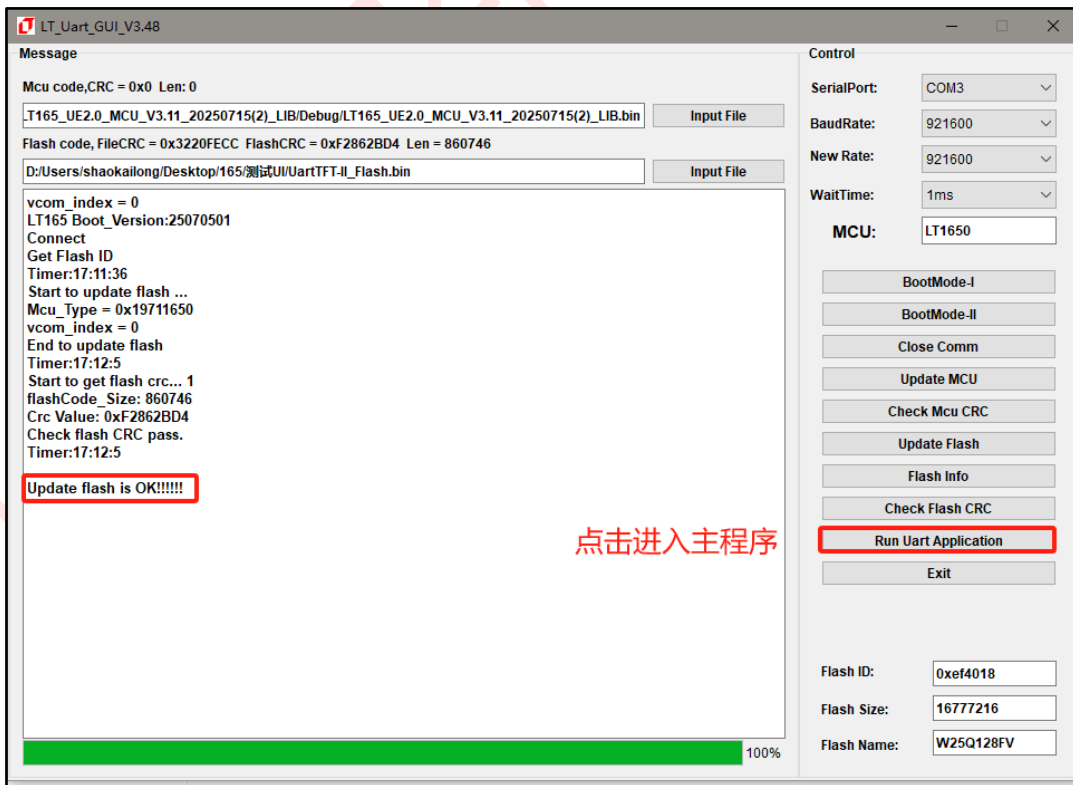 LT_Uart_GUI_V3.48
Message
Mcu code,CRC = 0x0 Len: 0
.T165_UE2.0_MCU_V3.11_20250715(2)_LIB/Debug/LT165_UE2.0_MCU_V3.11_20250715(2)_LIB.bin
Input File
Flash code, FileCRC = 0x3220FECC FlashCRC = 0xF2862BD4 Len = 860746
D:/Users/shaokailong/Desktop/165/测试UI/UartTFT-II_Flash.bin
Input File
vcom_index = 0
LT165 Boot_Version:25070501
Connect
Get Flash ID
Timer:17:11:36
Start to update flash ...
Mcu_Type = 0x19711650
vcom_index = 0
End to update flash
Timer:17:12:5
Start to get flash crc... 1
flashCode_Size: 860746
Crc Value: 0xF2862BD4
Check flash CRC pass.
Timer:17:12:5
Update flash is OK!!!!!!
点击进入主程序
100%
Control
SerialPort: COM3
BaudRate: 921600
New Rate: 921600
WaitTime: 1ms
MCU: LT1650
BootMode-I
BootMode-II
Close Comm
Update MCU
Check Mcu CRC
Update Flash
Flash Info
Check Flash CRC
Run Uart Application
Exit
Flash ID: 0xef4018
Flash Size: 16777216
Flash Name: W25Q128FV